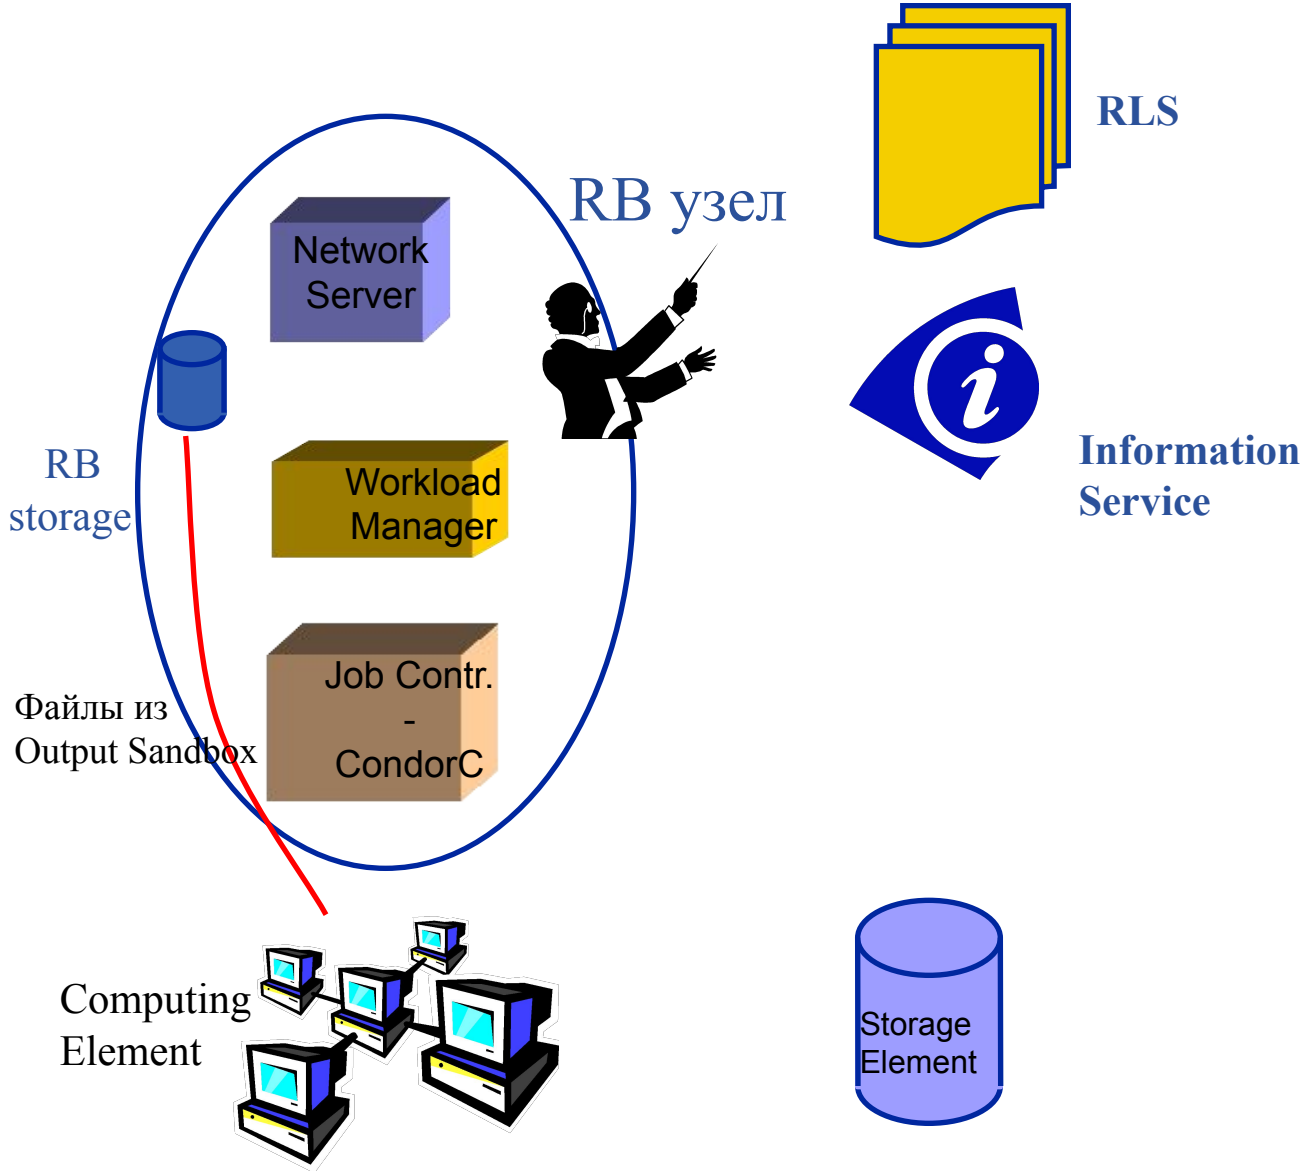 RLS
RB узел
Network
Server
RB
storage
Workload
Manager
Information
Service
Job Contr.
-
CondorC
Файлы из
Output Sandbox
Computing
Element
Storage
Element